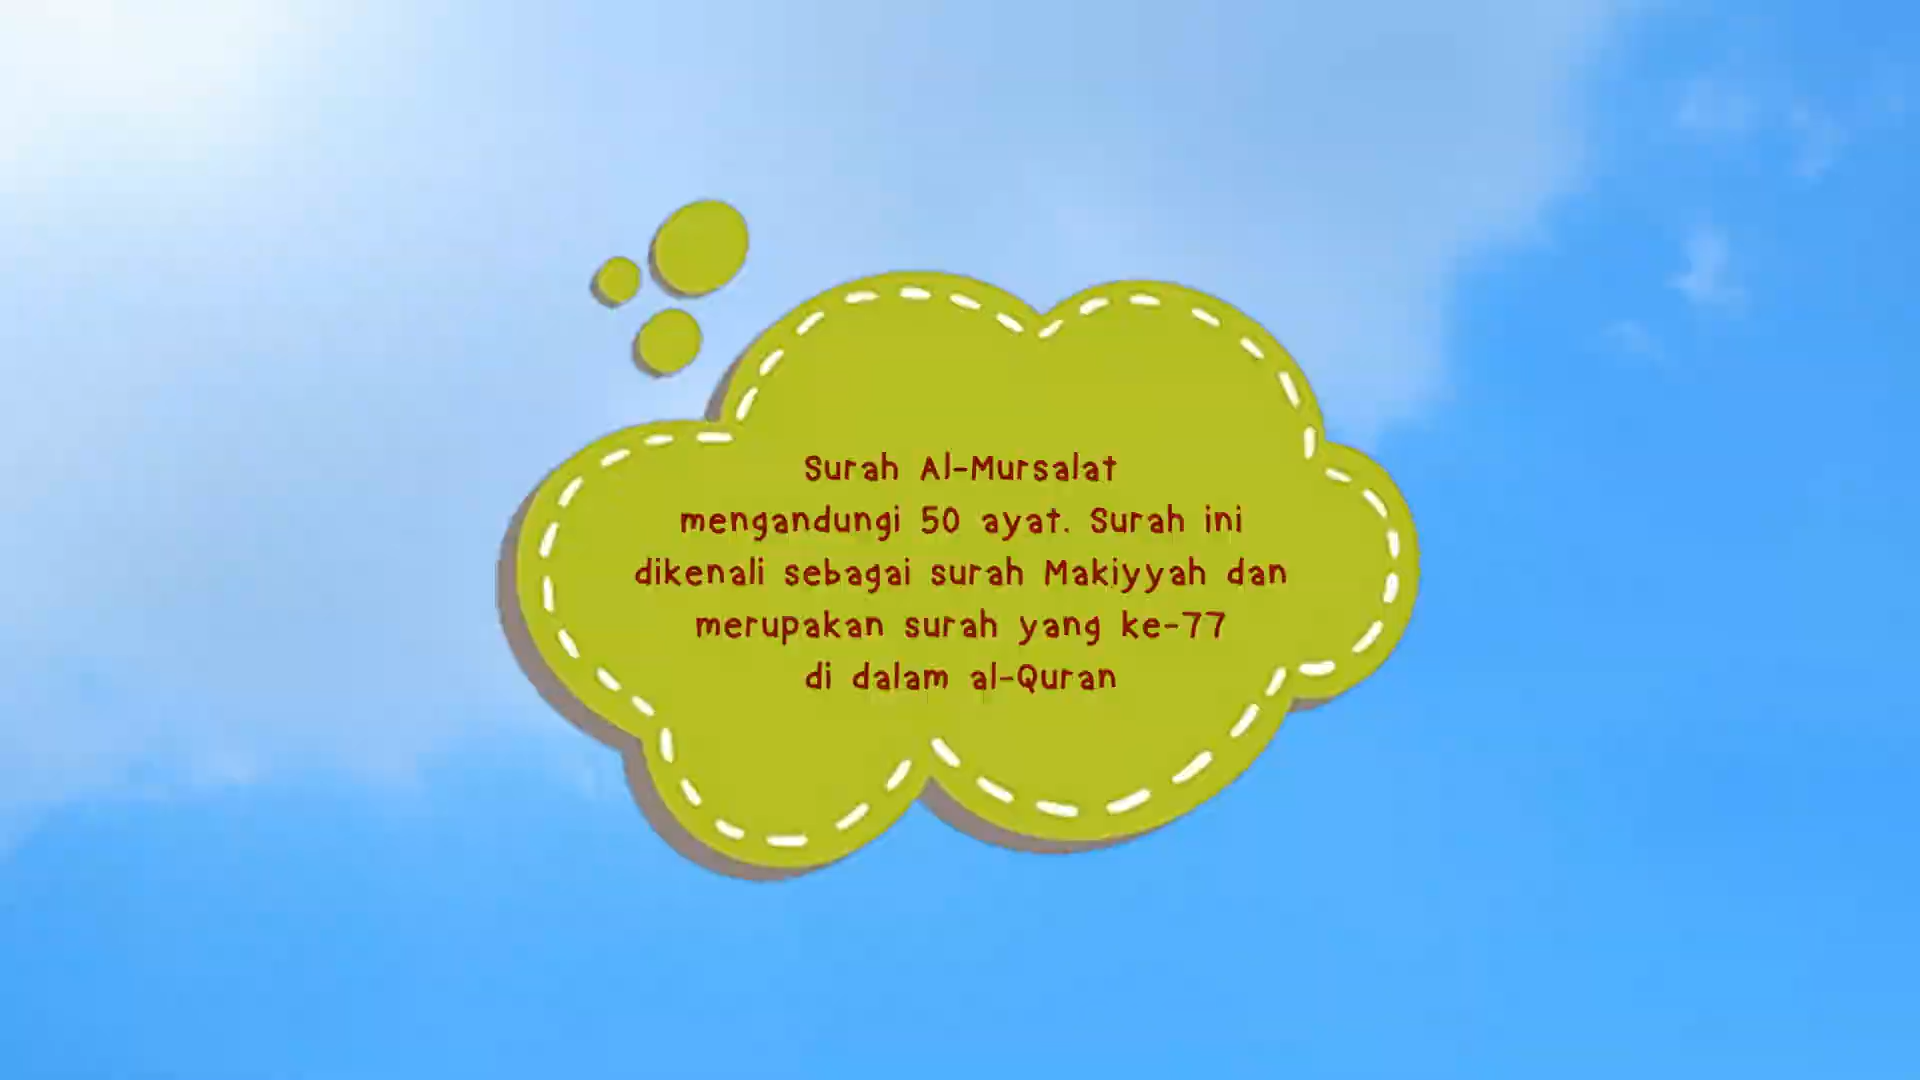 Surah Al-Mursalat
mengandungi 50 ayat. Surah ini
dikenali sebagai surah Makiyyah dan
merupakan surah yang ke-77
di dalam al-Quran